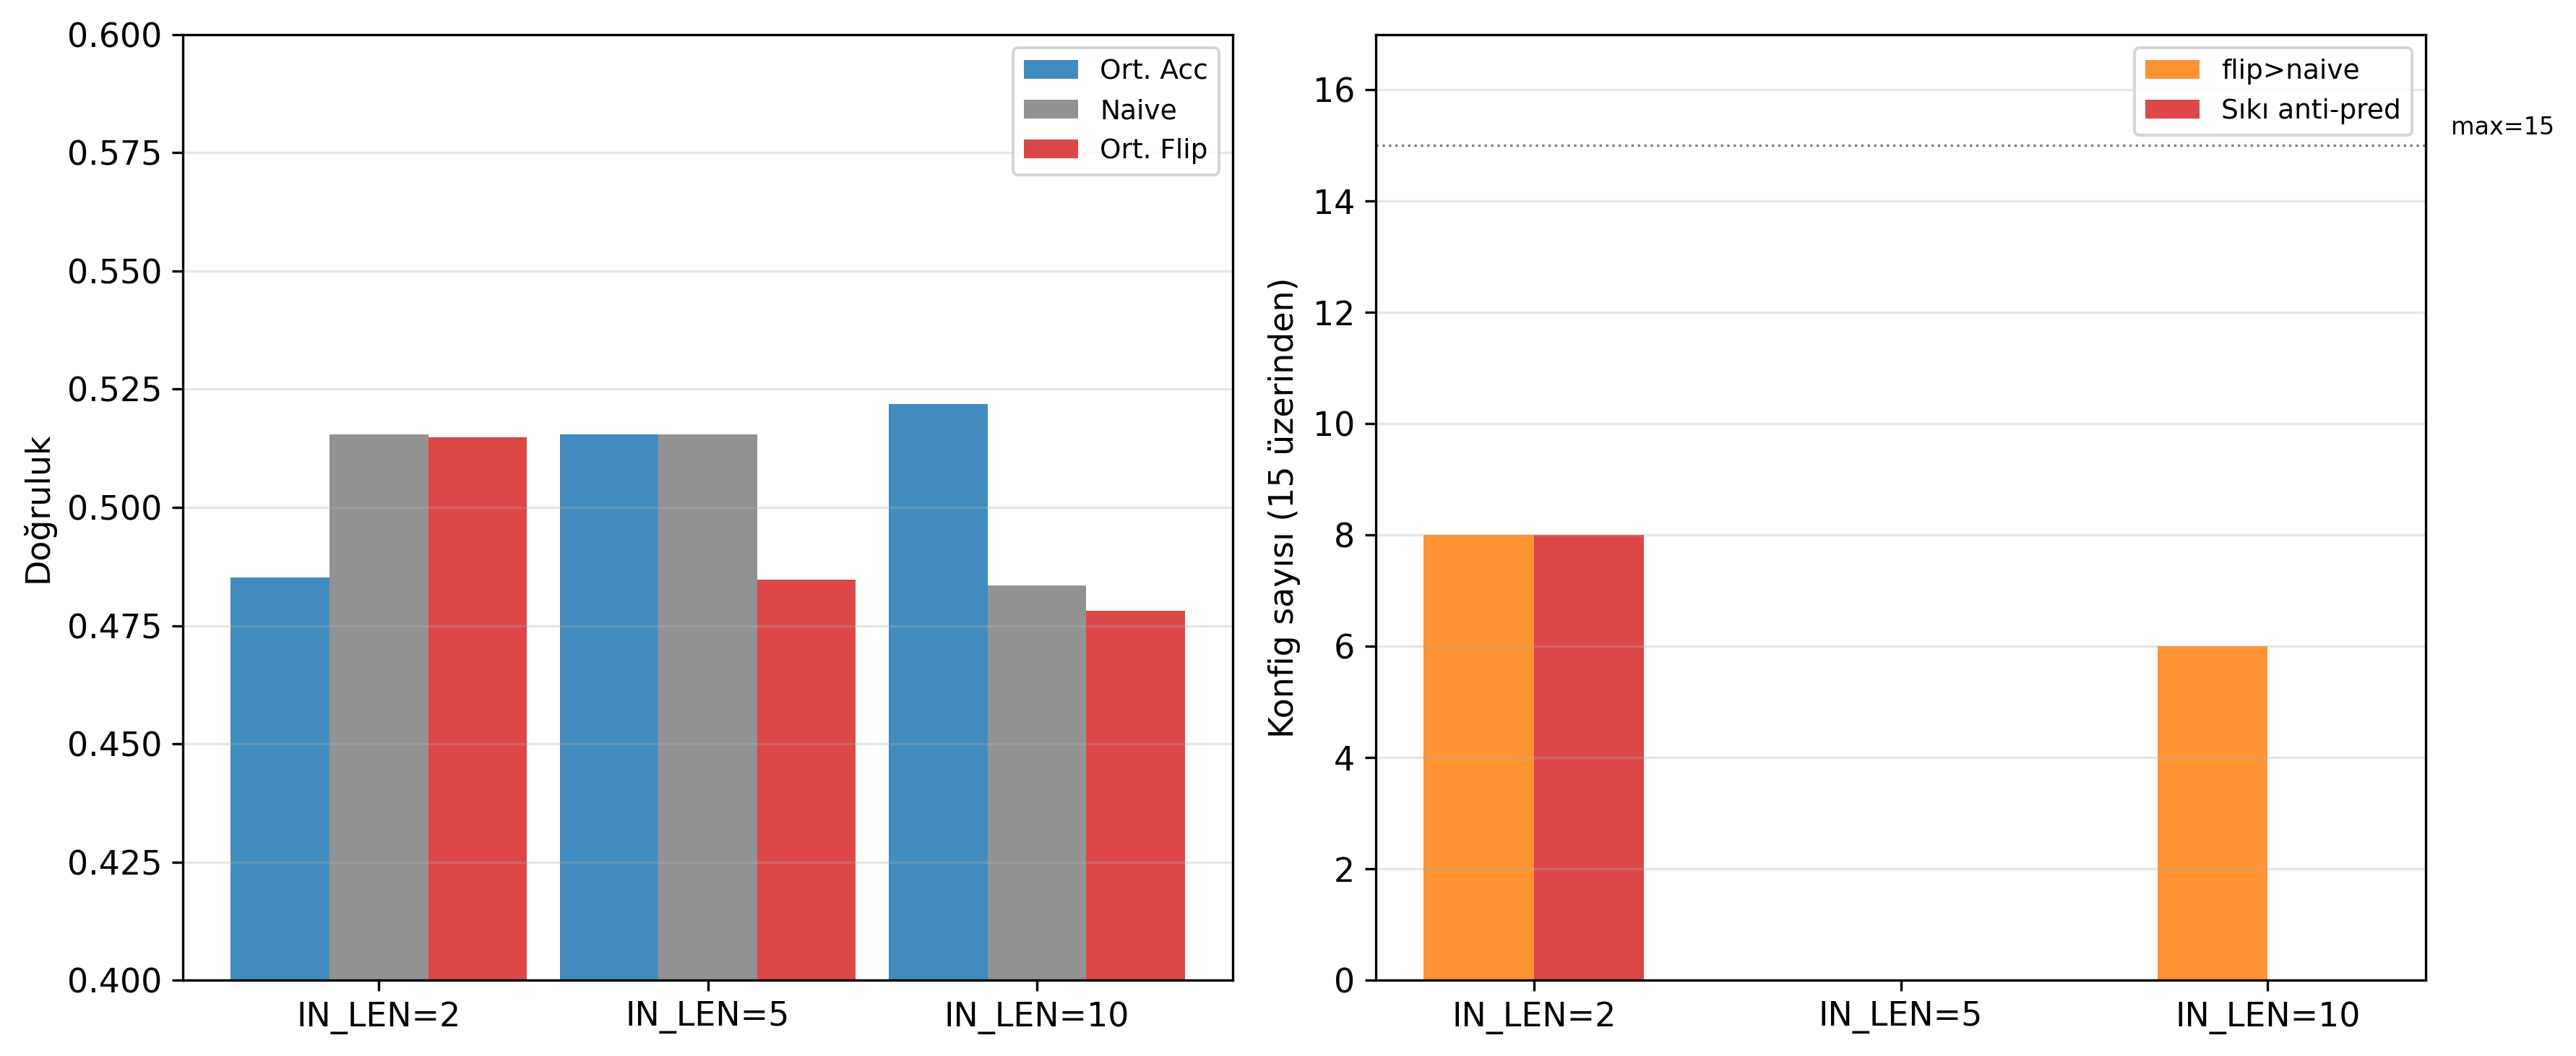 Doğruluk
0.600
0.575
0.550
0.525
0.500
0.475
0.450
0.425
0.400
IN_LEN=2
IN_LEN=5
IN_LEN=10
Ort. Acc
Naive
Ort. Flip
Konfig sayısı (15 üzerinden)
16
14
12
10
8
6
4
2
0
IN_LEN=2
IN_LEN=5
IN_LEN=10
flip>naive
Sıkı anti-pred
max=15